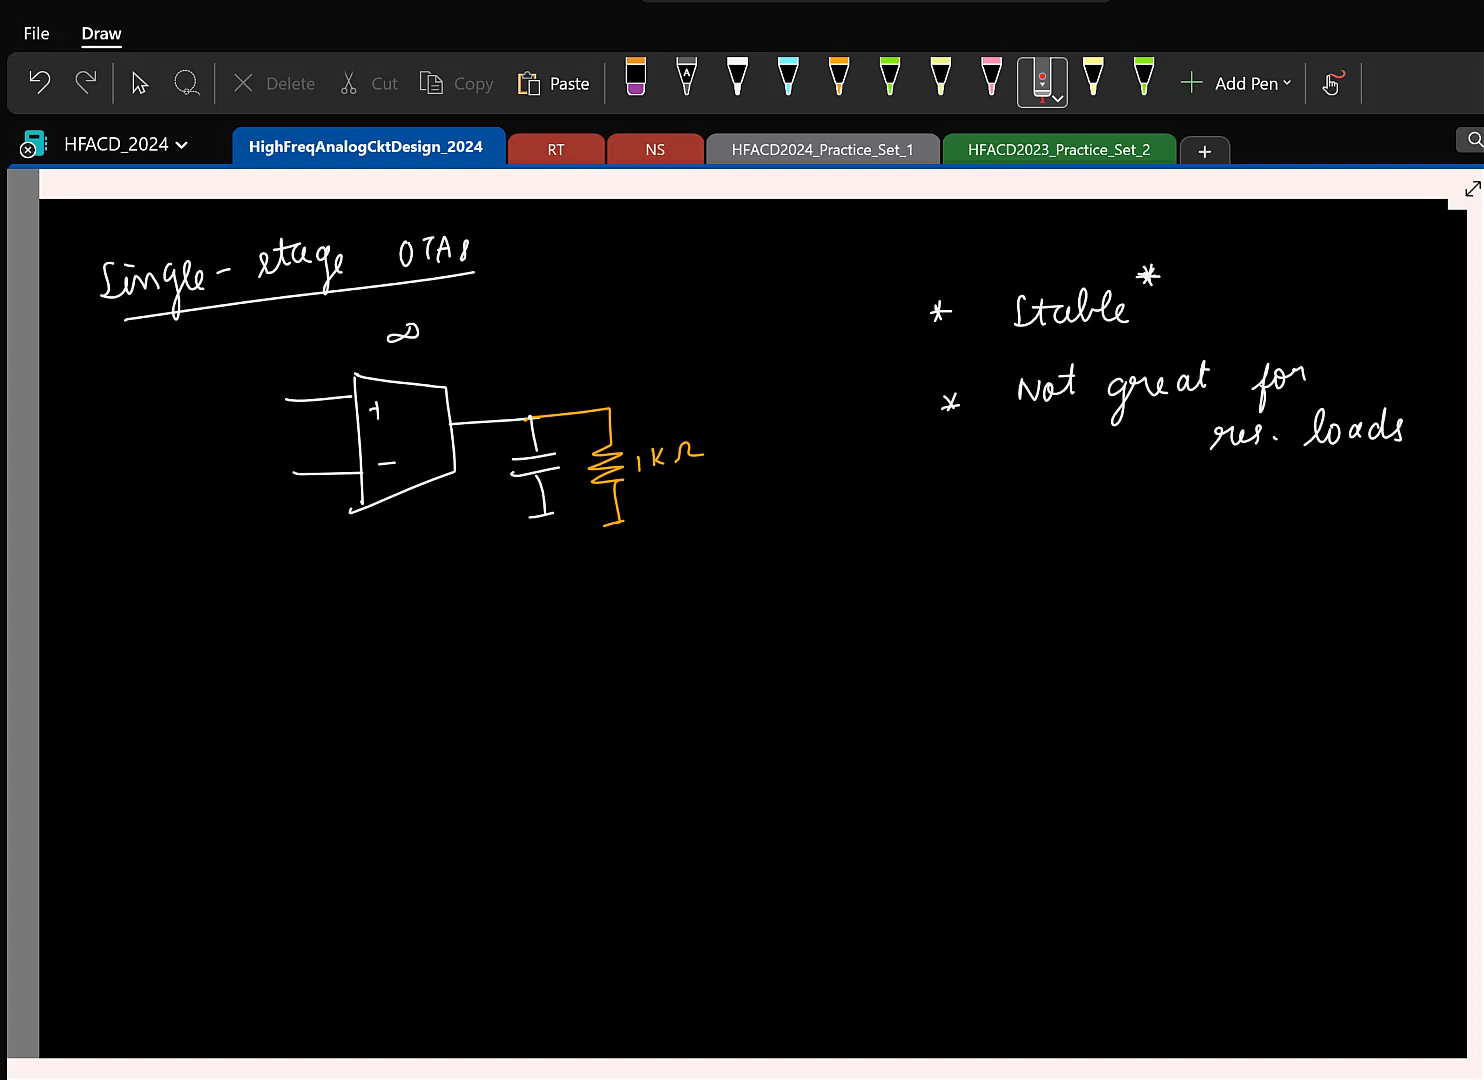 File Draw
Delete Cut Copy Paste A Add Pen
HFACD_2024 HighFreqAnalogCktDesign_2024 RT NS HFACD2024_Practice_Set_1 HFACD2023_Practice_Set_2 +
Single-stage OTAs
∞
+
−
1KΩ
* Stable*
* Not great for
res. loads